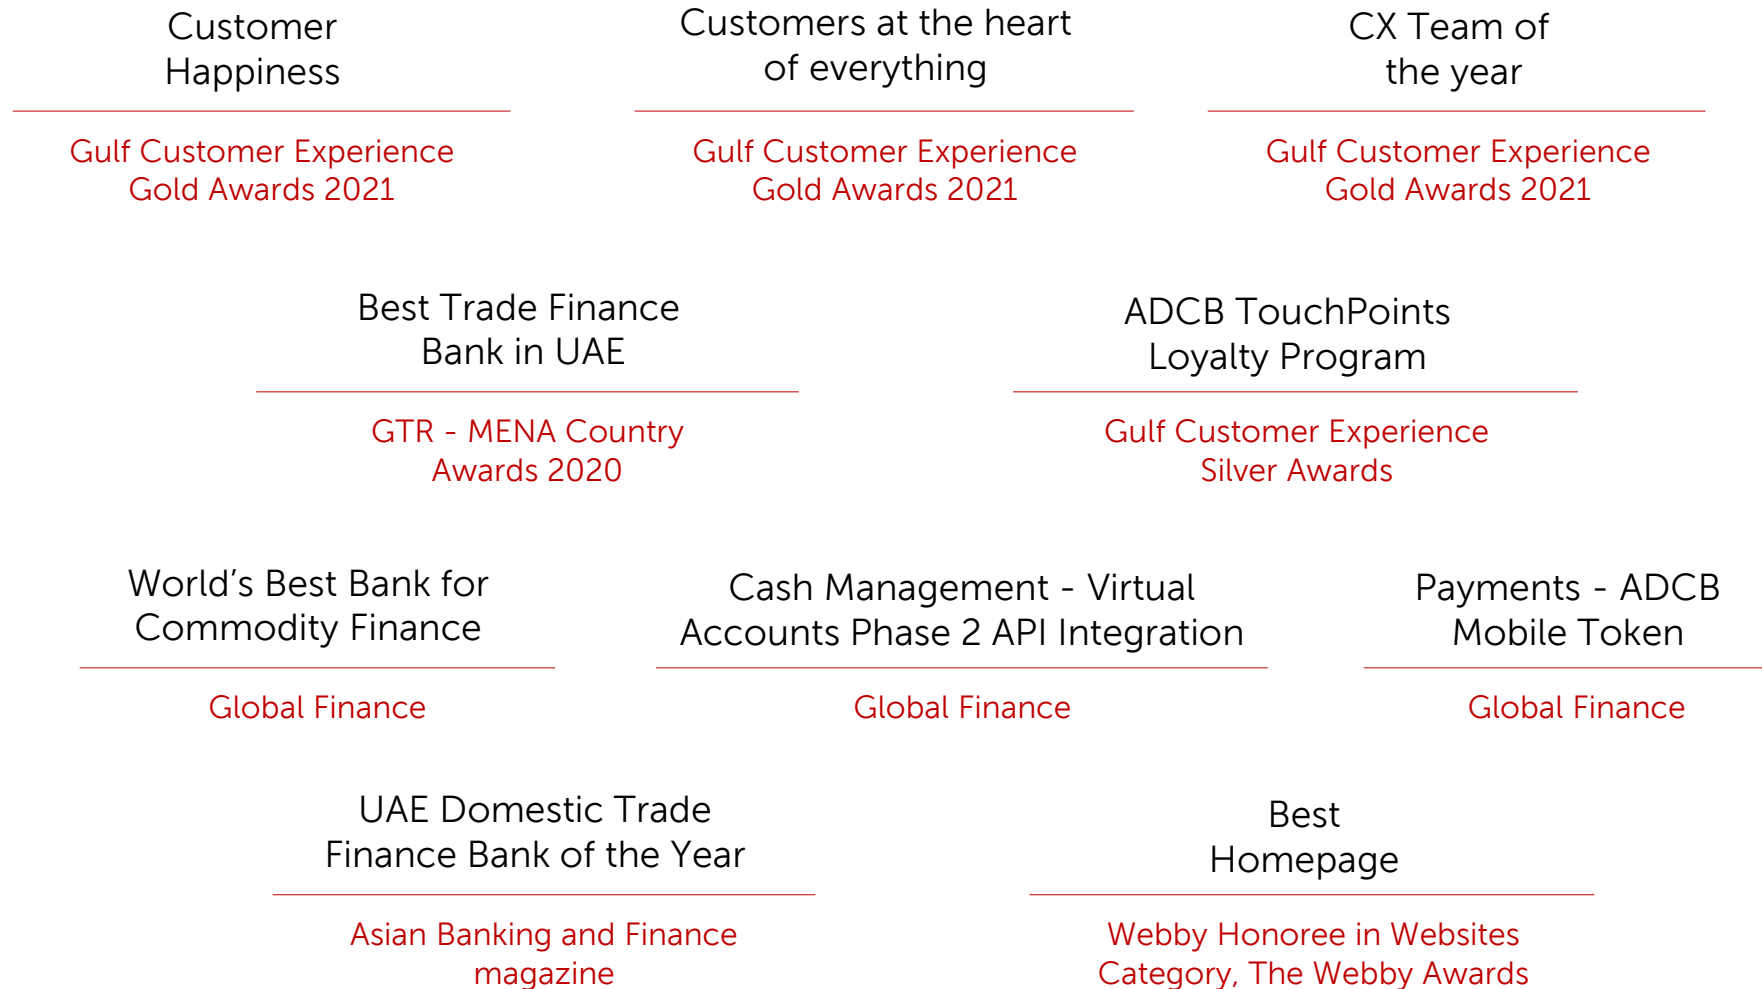 Customer
Happiness
Gulf Customer Experience
Gold Awards 2021
Customers at the heart
of everything
Gulf Customer Experience
Gold Awards 2021
CX Team of
the year
Gulf Customer Experience
Gold Awards 2021
Best Trade Finance
Bank in UAE
GTR - MENA Country
Awards 2020
ADCB TouchPoints
Loyalty Program
Gulf Customer Experience
Silver Awards
World’s Best Bank for
Commodity Finance
Global Finance
Cash Management - Virtual
Accounts Phase 2 API Integration
Global Finance
Payments - ADCB
Mobile Token
Global Finance
UAE Domestic Trade
Finance Bank of the Year
Asian Banking and Finance
magazine
Best
Homepage
Webby Honoree in Websites
Category, The Webby Awards